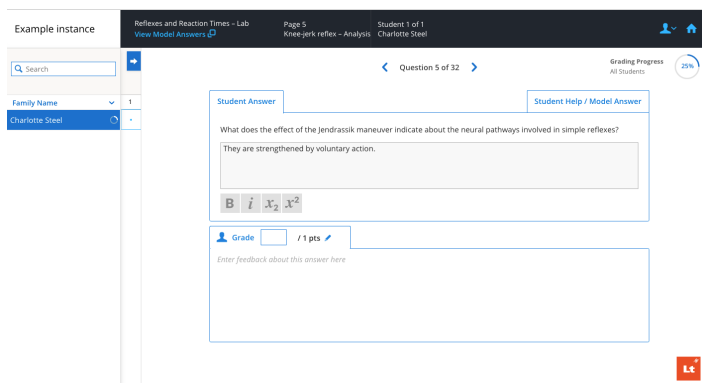 Example instance
Reflexes and Reaction Times – Lab
View Model Answers
Page 5
Knee-jerk reflex – Analysis
Student 1 of 1
Charlotte Steel
Search
Family Name
1
Charlotte Steel
Question 5 of 32
Grading Progress
All Students
25%
Student Answer
Student Help / Model Answer
What does the effect of the Jendrassik maneuver indicate about the neural pathways involved in simple reflexes?
They are strengthened by voluntary action.
B i x2 x2
Grade / 1 pts
Enter feedback about this answer here
Lt